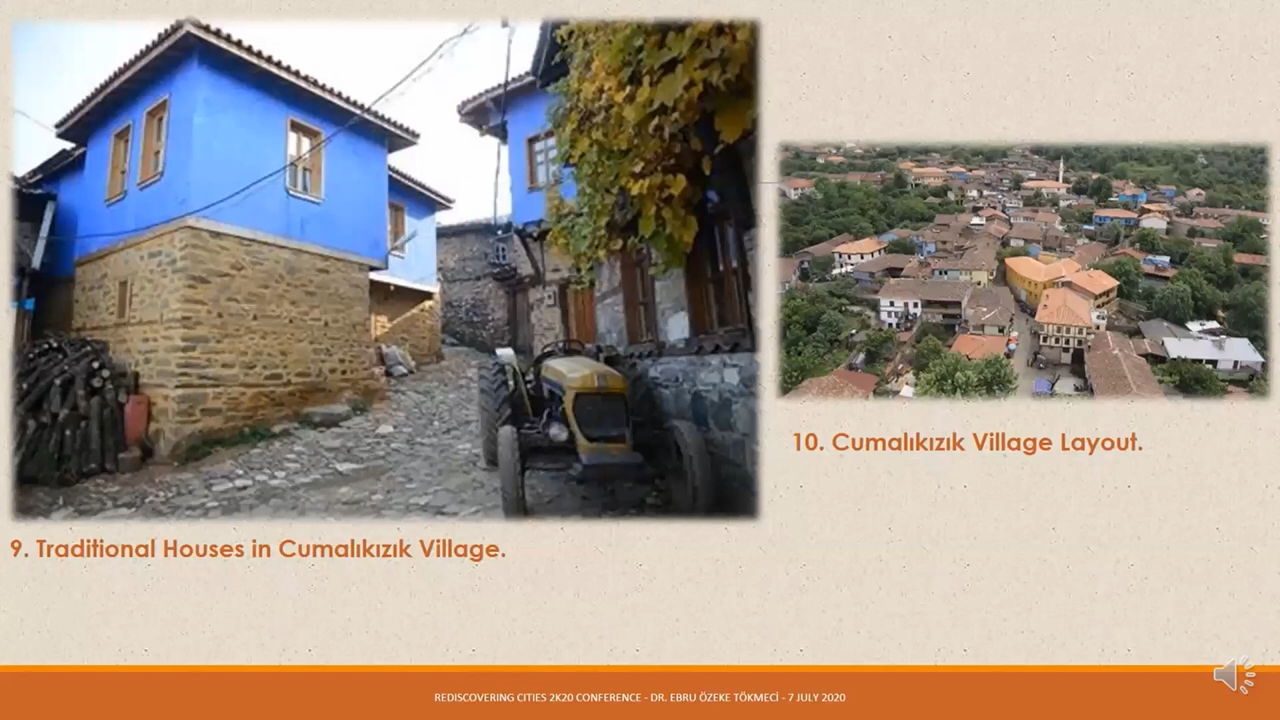 9. Traditional Houses in Cumalıkızık Village.
10. Cumalıkızık Village Layout.
REDISCOVERING CITIES 2K20 CONFERENCE - DR. EBRU ÖZEKE TÖKMECİ - 7 JULY 2020